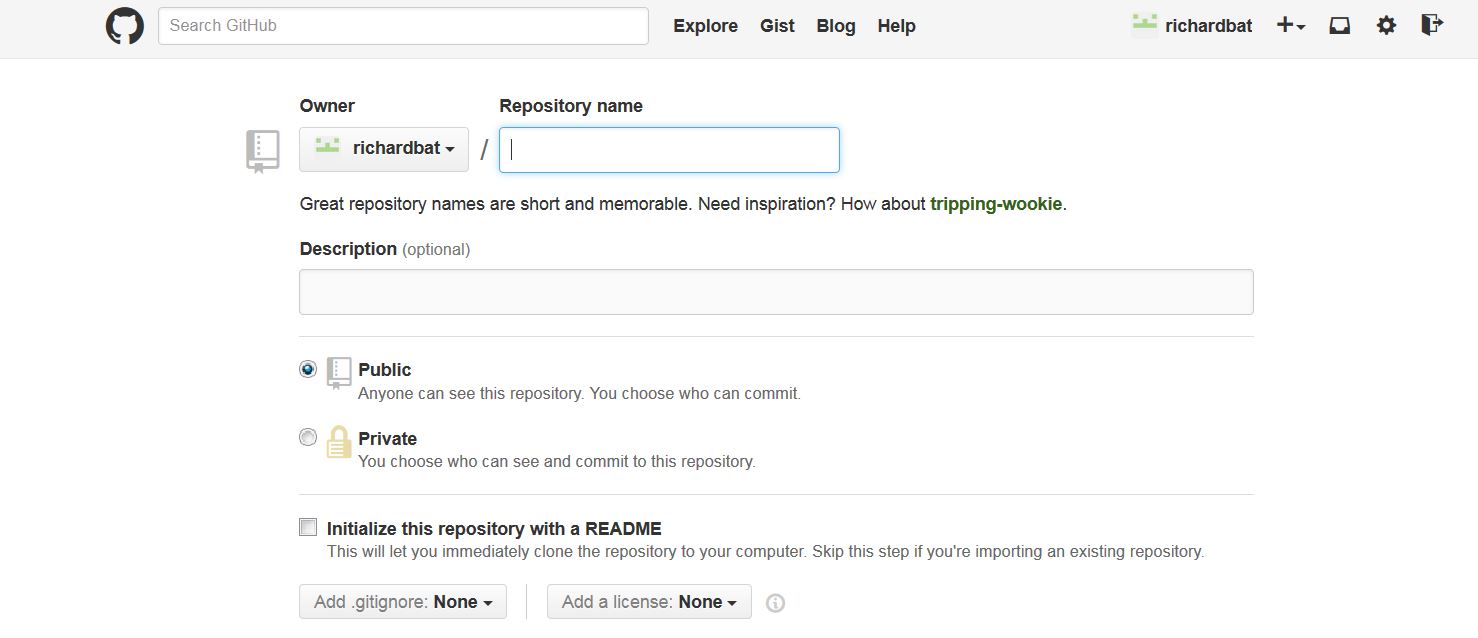 Search GitHub Explore Gist Blog Help richardbat
Owner Repository name
richardbat /
Great repository names are short and memorable. Need inspiration? How about tripping-wookie.
Description (optional)
Public
Anyone can see this repository. You choose who can commit.
Private
You choose who can see and commit to this repository.
Initialize this repository with a README
This will let you immediately clone the repository to your computer. Skip this step if you're importing an existing repository.
Add .gitignore: None Add a license: None